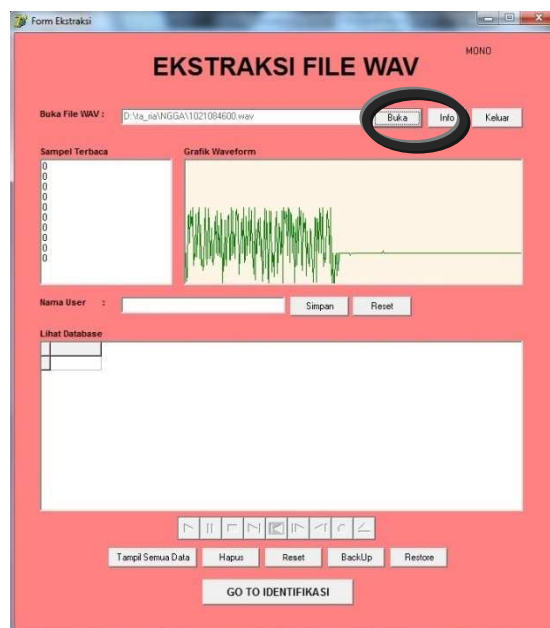 Form Ekstraksi
MONO
EKSTRAKSI FILE WAV
Buka File WAV : D:\ta_ria\NGGA\1021084600.wav Buka Info Keluar
Sampel Terbaca Grafik Waveform
0
0
0
0
0
0
0
0
0
0
Nama User : Simpan Reset
Lihat Database
Tampil Semua Data Hapus Reset BackUp Restore
GO TO IDENTIFIKASI